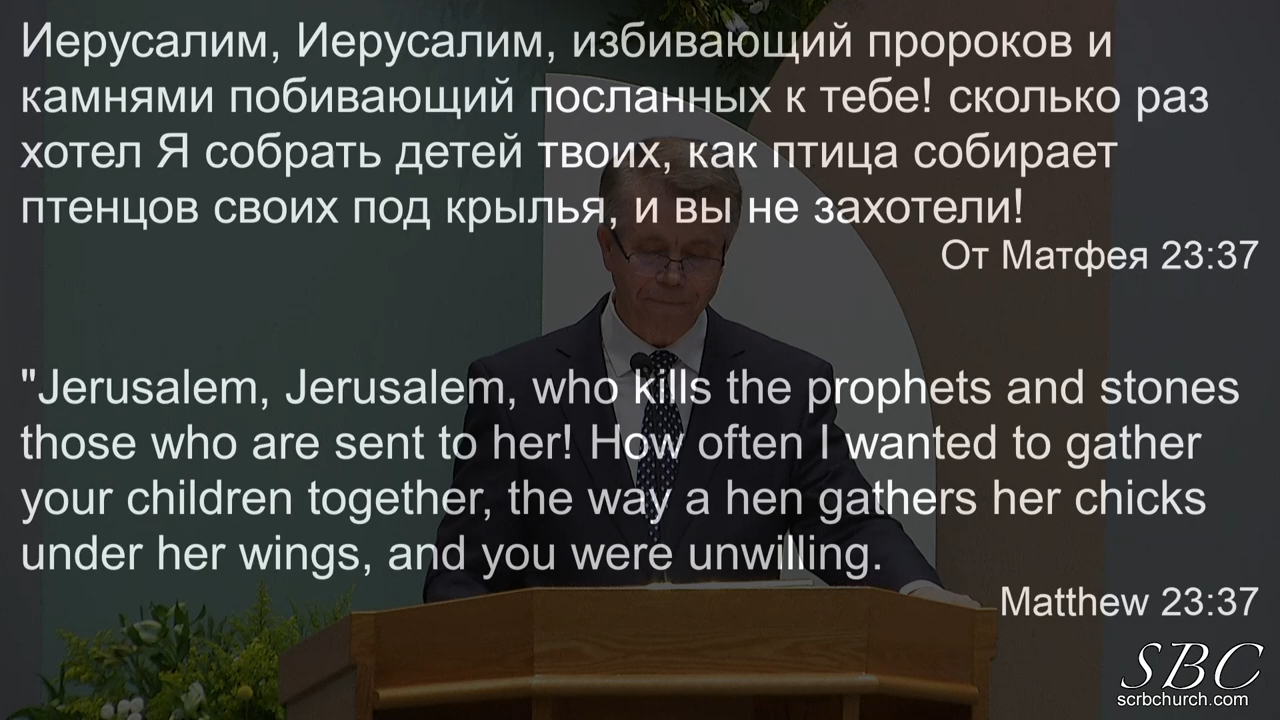 Иерусалим, Иерусалим, избивающий пророков и
камнями побивающий посланных к тебе! сколько раз
хотел Я собрать детей твоих, как птица собирает
птенцов своих под крылья, и вы не захотели!
От Матфея 23:37
"Jerusalem, Jerusalem, who kills the prophets and stones
those who are sent to her! How often I wanted to gather
your children together, the way a hen gathers her chicks
under her wings, and you were unwilling.
Matthew 23:37
SBC
scrbchurch.com